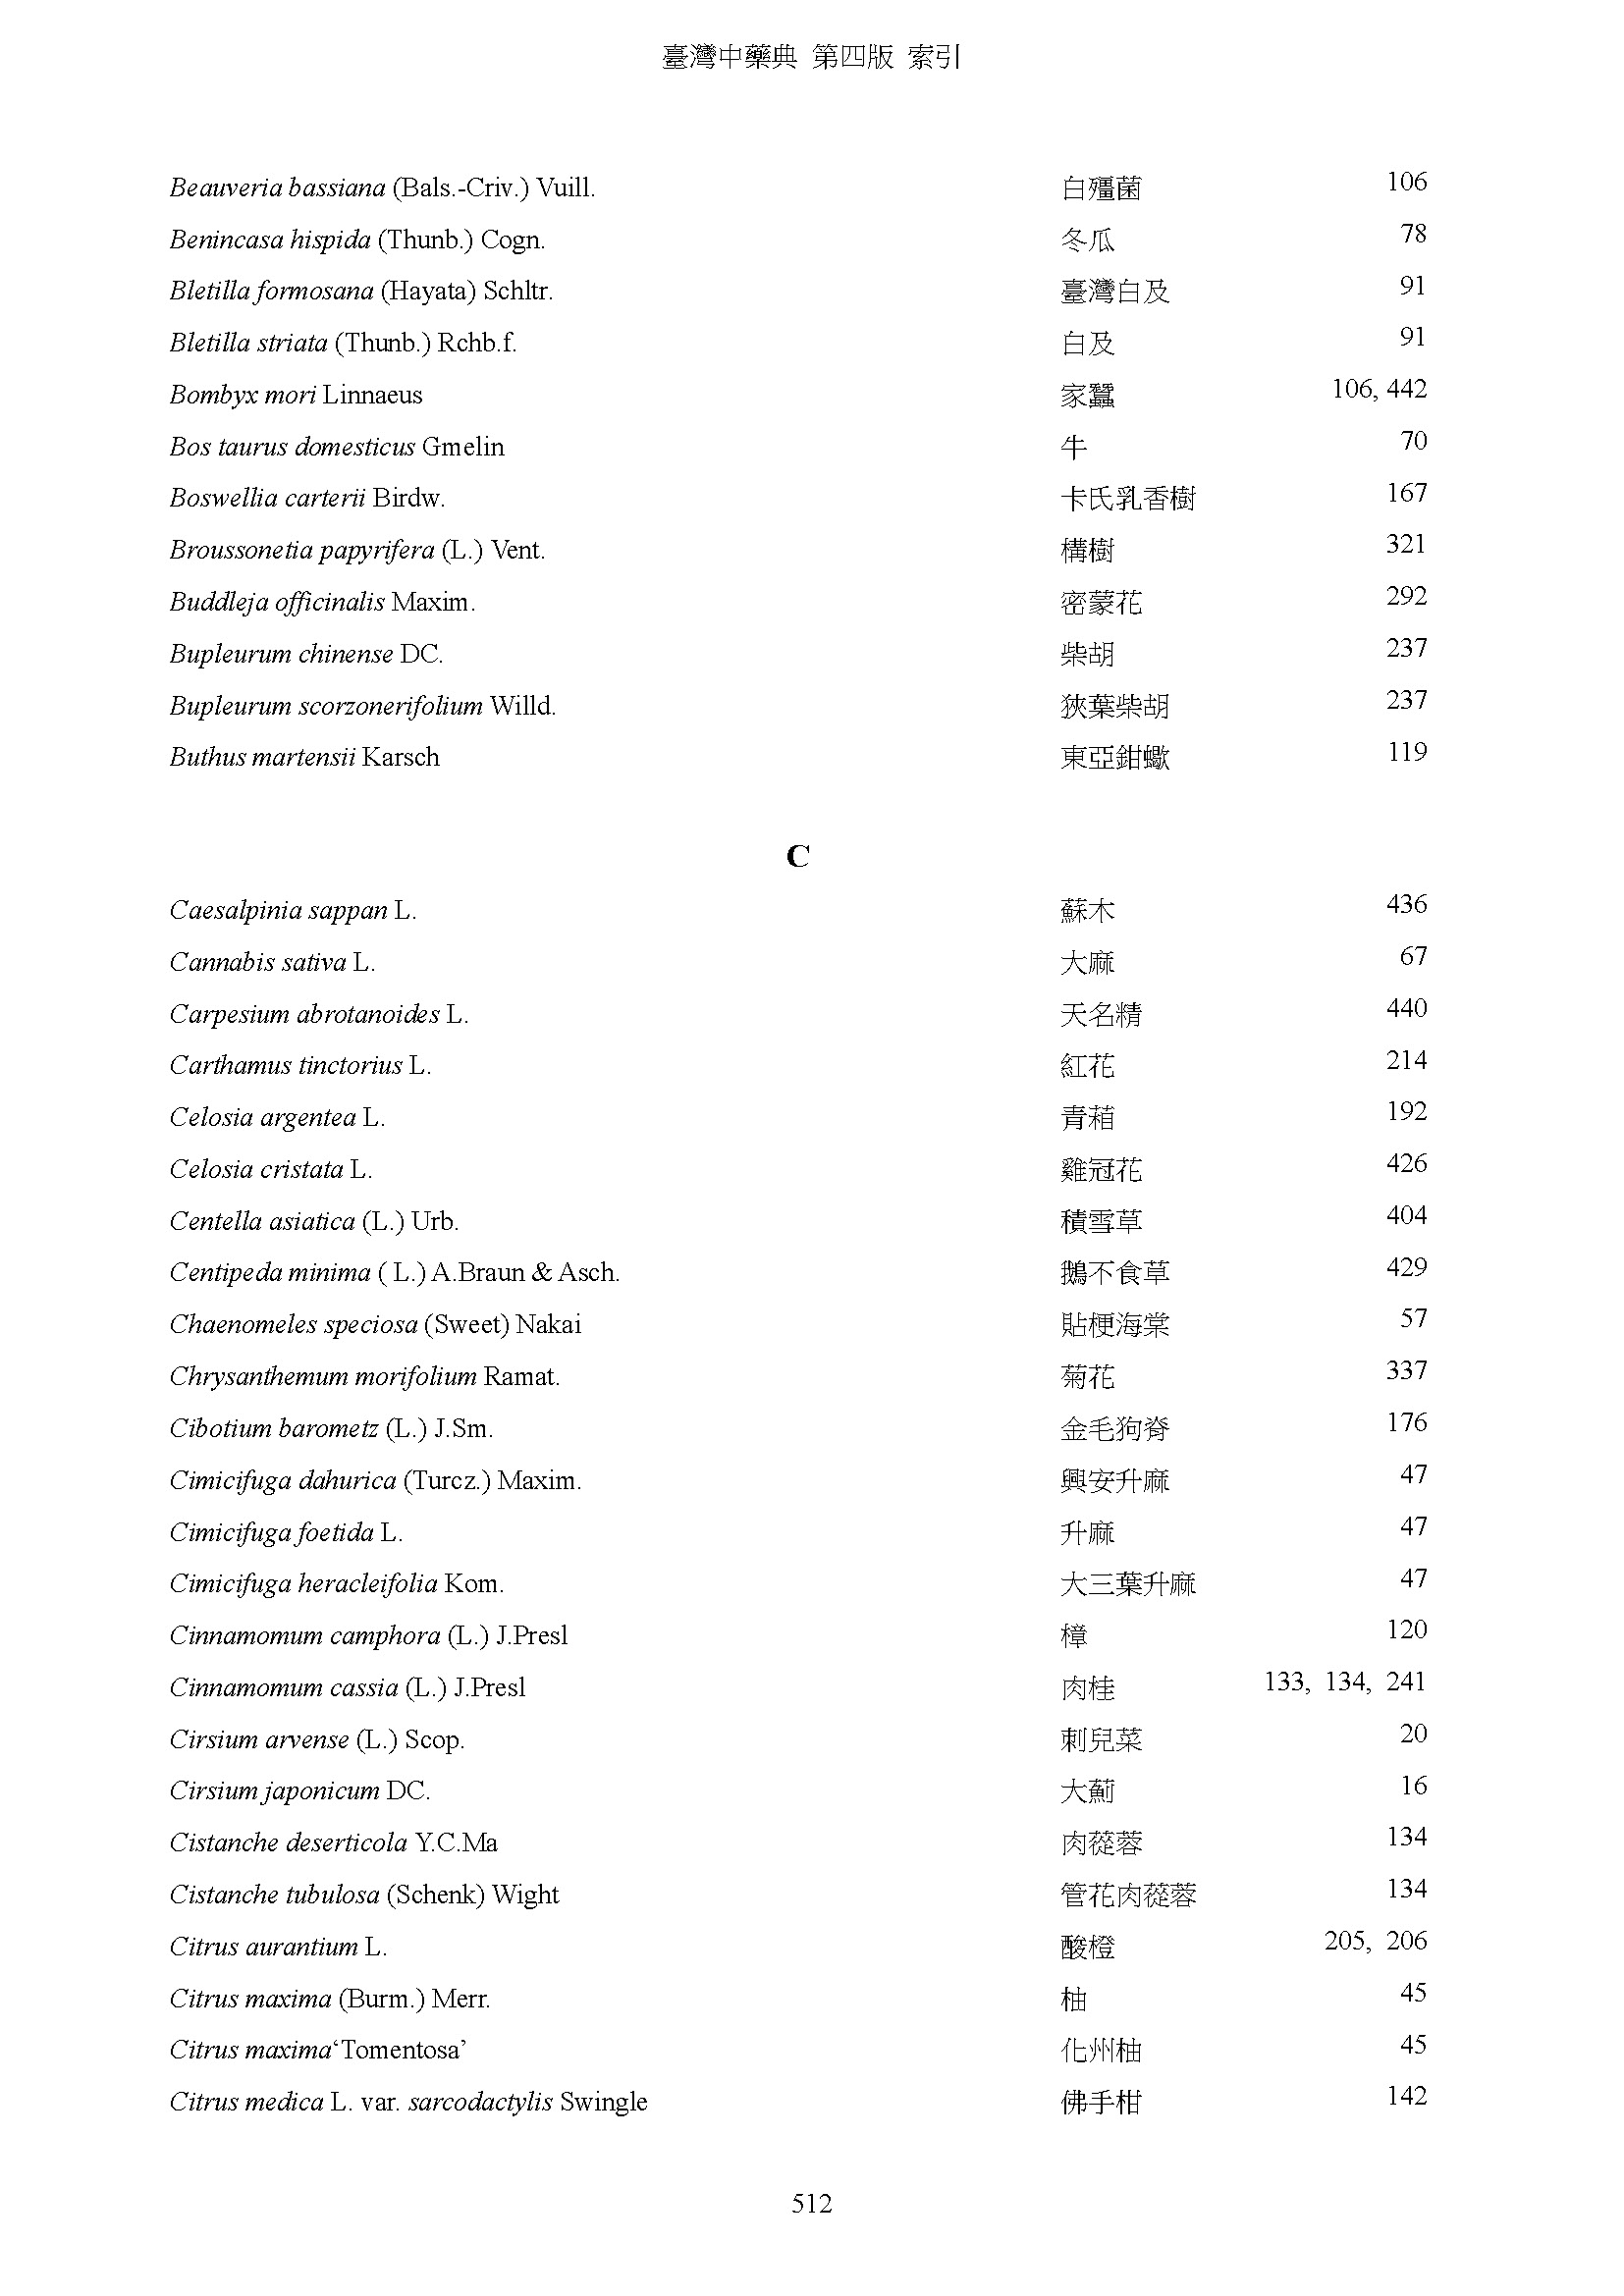 臺灣中藥典 第四版 索引
Beauveria bassiana (Bals.-Criv.) Vuill. 白殭菌 106
Benincasa hispida (Thunb.) Cogn. 冬瓜 78
Bletilla formosana (Hayata) Schltr. 臺灣白及 91
Bletilla striata (Thunb.) Rchb.f. 白及 91
Bombyx mori Linnaeus 家蠶 106, 442
Bos taurus domesticus Gmelin 牛 70
Boswellia carterii Birdw. 卡氏乳香樹 167
Broussonetia papyrifera (L.) Vent. 構樹 321
Buddleja officinalis Maxim. 密蒙花 292
Bupleurum chinense DC. 柴胡 237
Bupleurum scorzonerifolium Willd. 狹葉柴胡 237
Buthus martensii Karsch 東亞鉗蠍 119
C
Caesalpinia sappan L. 蘇木 436
Cannabis sativa L. 大麻 67
Carpesium abrotanoides L. 天名精 440
Carthamus tinctorius L. 紅花 214
Celosia argentea L. 青葙 192
Celosia cristata L. 雞冠花 426
Centella asiatica (L.) Urb. 積雪草 404
Centipeda minima ( L.) A.Braun & Asch. 鵝不食草 429
Chaenomeles speciosa (Sweet) Nakai 貼梗海棠 57
Chrysanthemum morifolium Ramat. 菊花 337
Cibotium barometz (L.) J.Sm. 金毛狗脊 176
Cimicifuga dahurica (Turcz.) Maxim. 興安升麻 47
Cimicifuga foetida L. 升麻 47
Cimicifuga heracleifolia Kom. 大三葉升麻 47
Cinnamomum camphora (L.) J.Presl 樟 120
Cinnamomum cassia (L.) J.Presl 肉桂 133, 134, 241
Cirsium arvense (L.) Scop. 刺兒菜 20
Cirsium japonicum DC. 大薊 16
Cistanche deserticola Y.C.Ma 肉蓯蓉 134
Cistanche tubulosa (Schenk) Wight 管花肉蓯蓉 134
Citrus aurantium L. 酸橙 205, 206
Citrus maxima (Burm.) Merr. 柚 45
Citrus maxima‘Tomentosa’ 化州柚 45
Citrus medica L. var. sarcodactylis Swingle 佛手柑 142
512